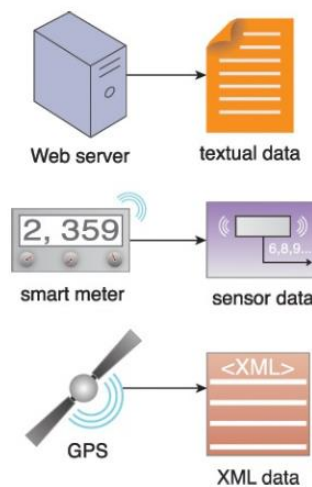 Web server
textual data
2, 359
6,8,9...
smart meter
sensor data
<XML>
GPS
XML data